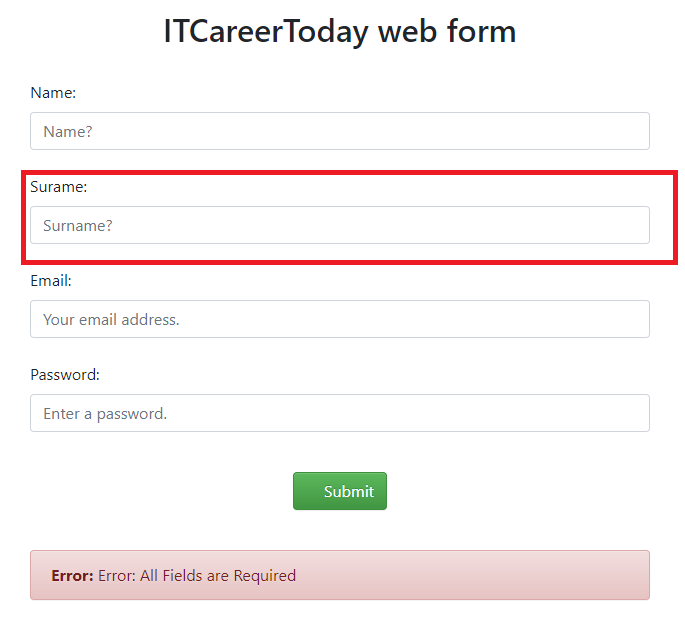 ITCareerToday web form
Name:
Name?
Surame:
Surname?
Email:
Your email address.
Password:
Enter a password.
Submit
Error: Error: All Fields are Required